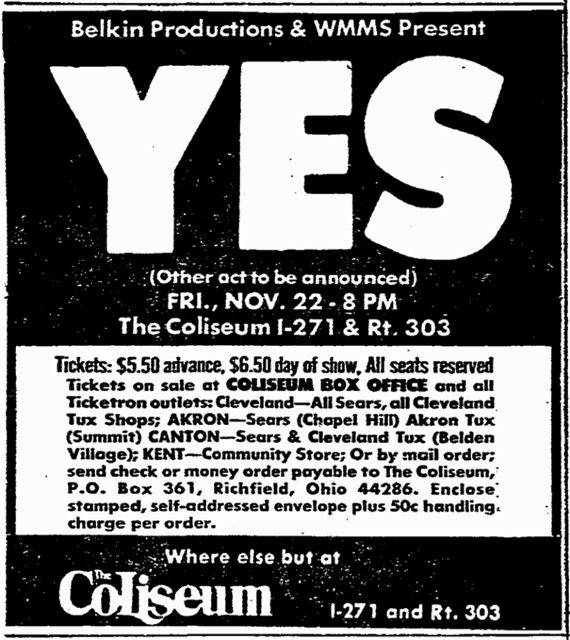 Belkin Productions & WMMS Present
YES
(Other act to be announced)
FRI., NOV. 22 - 8 PM
The Coliseum I-271 & Rt. 303
Tickets: $5.50 advance, $6.50 day of show, All seats reserved
Tickets on sale at COLISEUM BOX OFFICE and all
Ticketron outlets: Cleveland—All Sears, all Cleveland
Tux Shops; AKRON—Sears (Chapel Hill) Akron Tux
(Summit) CANTON—Sears & Cleveland Tux (Belden
Village); KENT—Community Store; Or by mail order;
send check or money order payable to The Coliseum,
P.O. Box 361, Richfield, Ohio 44286. Enclose
stamped, self-addressed envelope plus 50c handling
charge per order.
Where else but at
The Coliseum
I-271 and Rt. 303